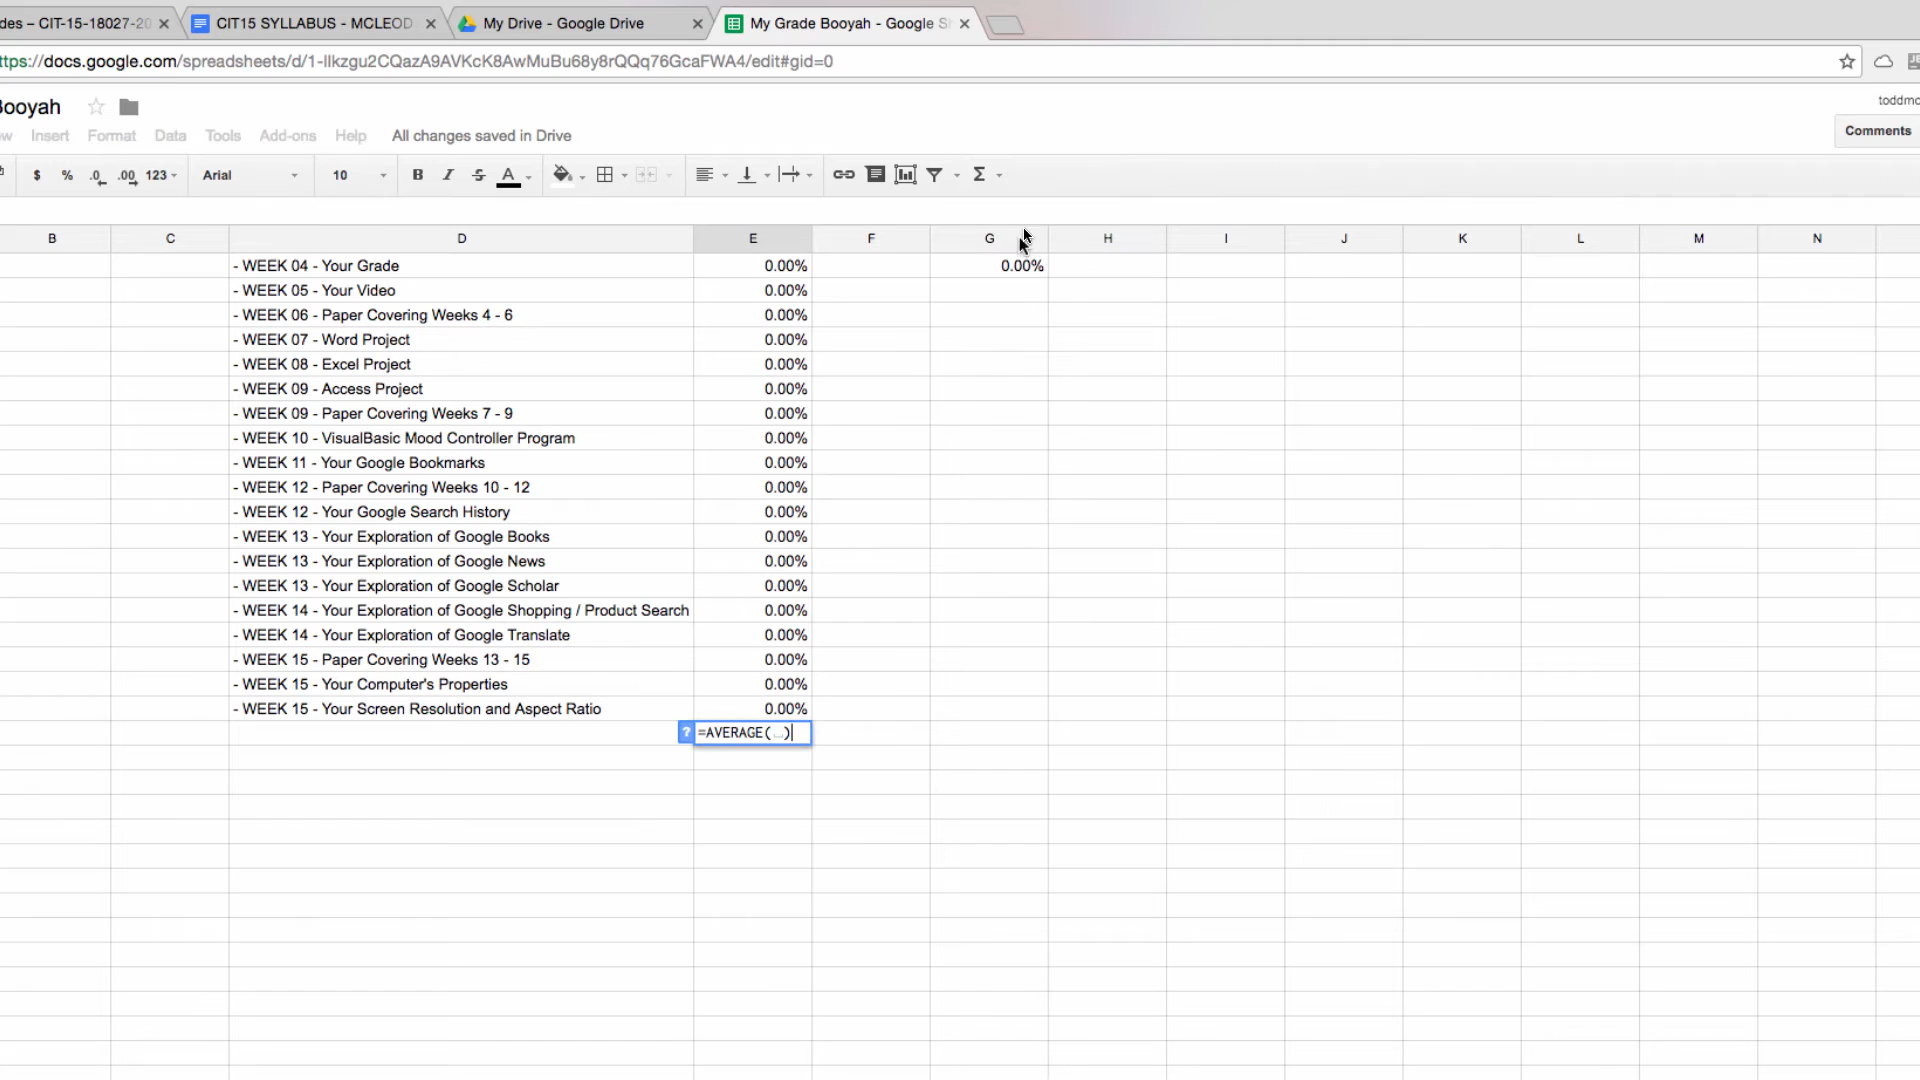 des – CIT-15-18027-20 CIT15 SYLLABUS - MCLEOD My Drive - Google Drive My Grade Booyah - Google S
ttps://docs.google.com/spreadsheets/d/1-IIkzgu2CQazA9AVKcK8AwMuBu68y8rQQq76GcaFWA4/edit#gid=0
Booyah
toddmc
ew Insert Format Data Tools Add-ons Help All changes saved in Drive
Comments
$ % .0 .00 123 Arial 10 B I S A Σ
B C D E F G H I J K L M N
- WEEK 04 - Your Grade 0.00% 0.00%
- WEEK 05 - Your Video 0.00%
- WEEK 06 - Paper Covering Weeks 4 - 6 0.00%
- WEEK 07 - Word Project 0.00%
- WEEK 08 - Excel Project 0.00%
- WEEK 09 - Access Project 0.00%
- WEEK 09 - Paper Covering Weeks 7 - 9 0.00%
- WEEK 10 - VisualBasic Mood Controller Program 0.00%
- WEEK 11 - Your Google Bookmarks 0.00%
- WEEK 12 - Paper Covering Weeks 10 - 12 0.00%
- WEEK 12 - Your Google Search History 0.00%
- WEEK 13 - Your Exploration of Google Books 0.00%
- WEEK 13 - Your Exploration of Google News 0.00%
- WEEK 13 - Your Exploration of Google Scholar 0.00%
- WEEK 14 - Your Exploration of Google Shopping / Product Search 0.00%
- WEEK 14 - Your Exploration of Google Translate 0.00%
- WEEK 15 - Paper Covering Weeks 13 - 15 0.00%
- WEEK 15 - Your Computer's Properties 0.00%
- WEEK 15 - Your Screen Resolution and Aspect Ratio 0.00%
? =AVERAGE( )